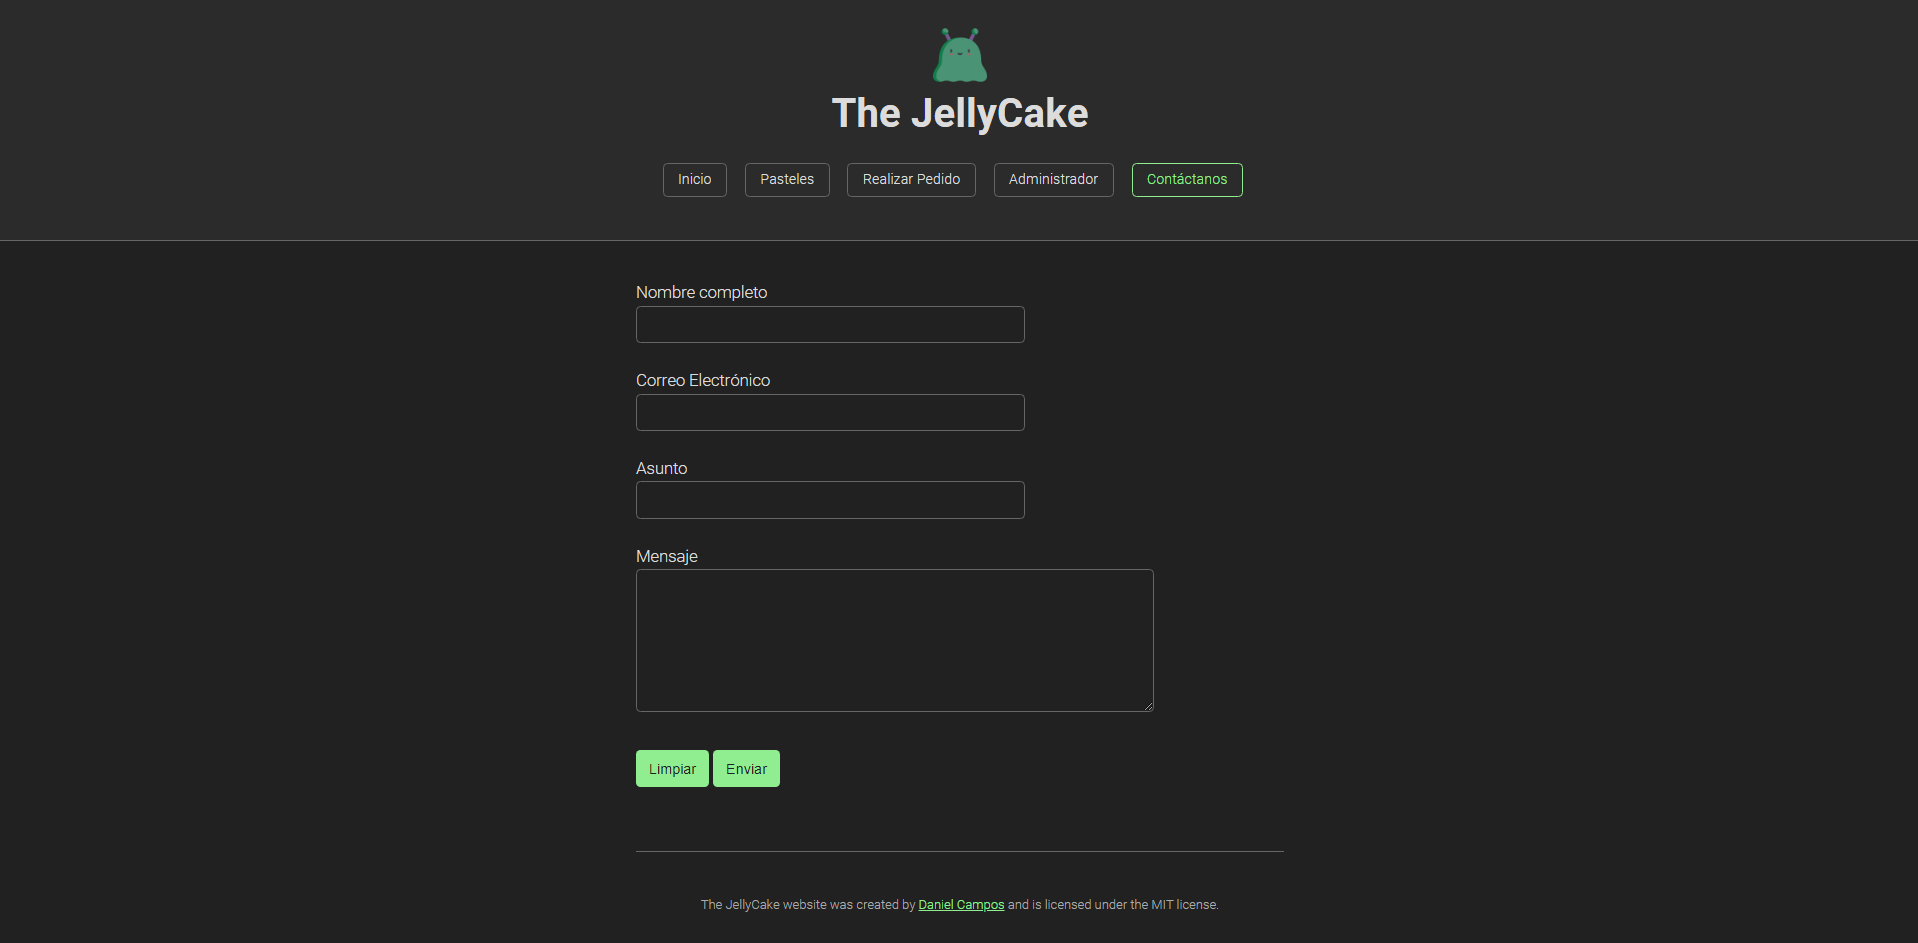 The JellyCake
Inicio Pasteles Realizar Pedido Administrador Contáctanos
Nombre completo
Correo Electrónico
Asunto
Mensaje
Limpiar Enviar
The JellyCake website was created by Daniel Campos and is licensed under the MIT license.